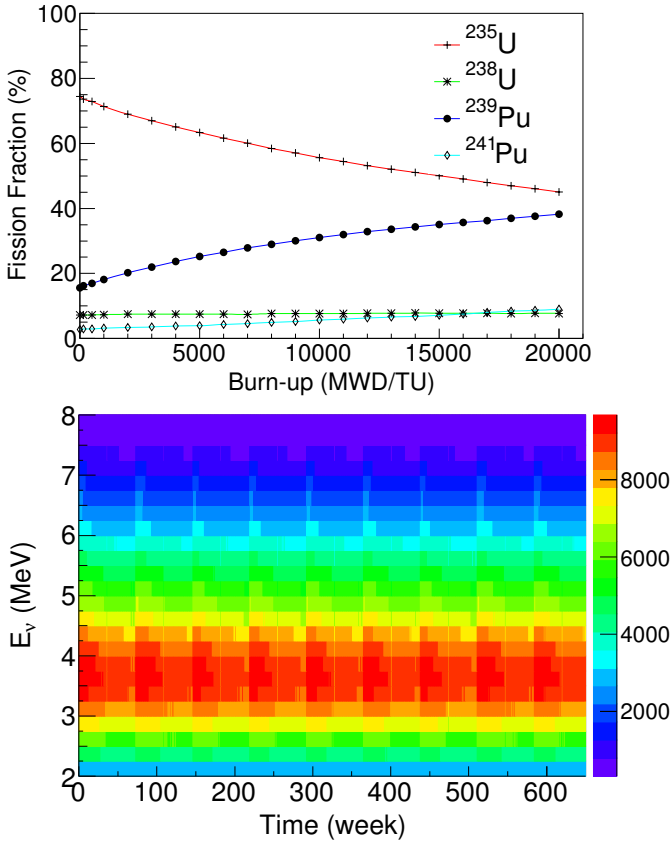 Fission Fraction (%)
100
80
60
40
20
0
²³⁵U
²³⁸U
²³⁹Pu
²⁴¹Pu
0 5000 10000 15000 20000
Burn-up (MWD/TU)
E_ν (MeV)
8
7
6
5
4
3
2
8000
6000
4000
2000
0 100 200 300 400 500 600
Time (week)